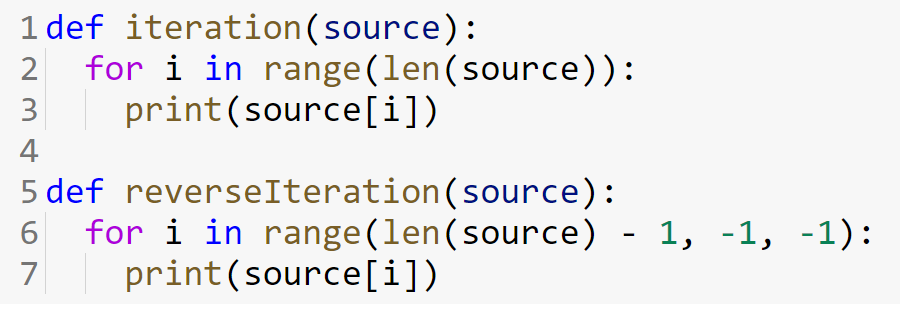 1 def iteration(source):
2   for i in range(len(source)):
3     print(source[i])
4
5 def reverseIteration(source):
6   for i in range(len(source) - 1, -1, -1):
7     print(source[i])